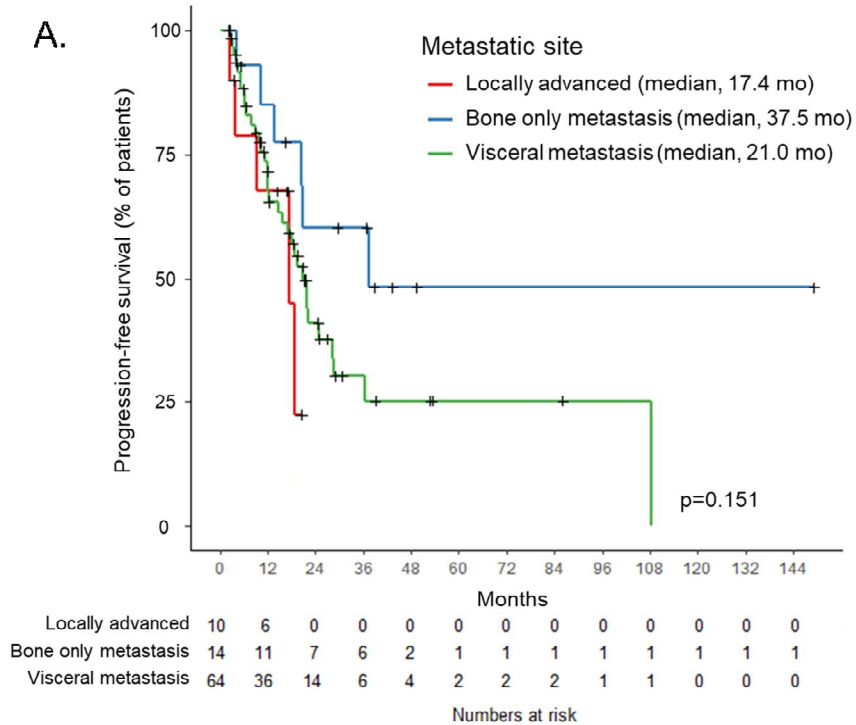 A.
Metastatic site
Locally advanced (median, 17.4 mo)
Bone only metastasis (median, 37.5 mo)
Visceral metastasis (median, 21.0 mo)
Progression-free survival (% of patients)
100
75
50
25
0
p=0.151
0 12 24 36 48 60 72 84 96 108 120 132 144
Months
Locally advanced 10 6 0 0 0 0 0 0 0 0 0 0 0
Bone only metastasis 14 11 7 6 2 1 1 1 1 1 1 1 1
Visceral metastasis 64 36 14 6 4 2 2 2 1 1 0 0 0
Numbers at risk